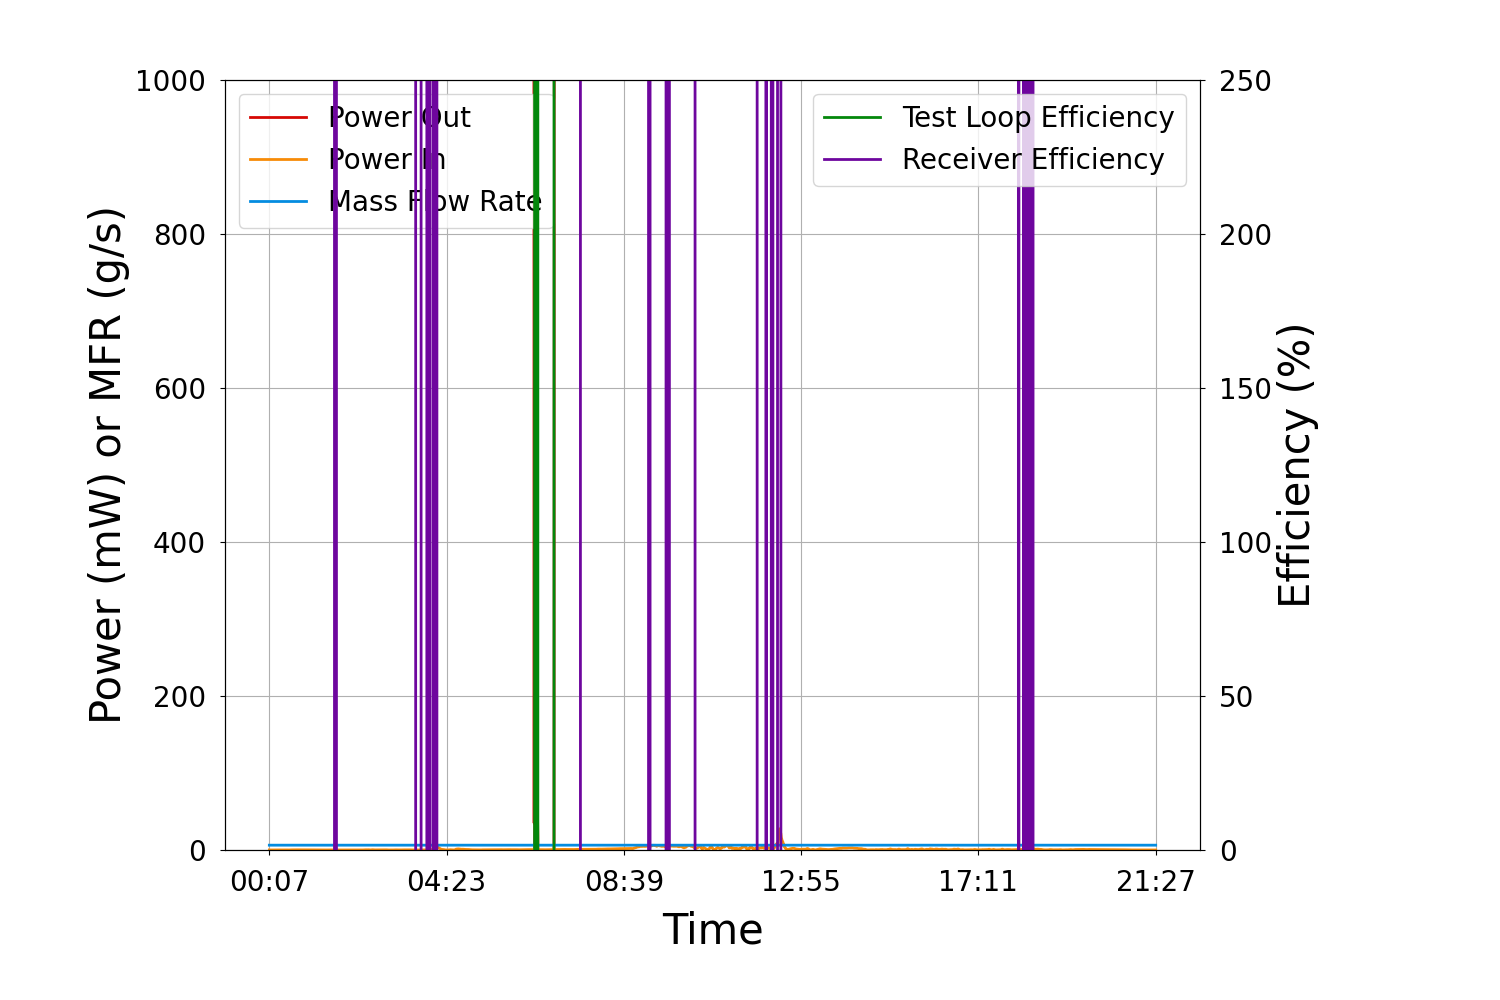 1000
800
600
400
200
0
250
200
150
100
50
0
Power Out
Power In
Mass Flow Rate
Test Loop Efficiency
Receiver Efficiency
Power (mW) or MFR (g/s)
Efficiency (%)
00:07 04:23 08:39 12:55 17:11 21:27
Time